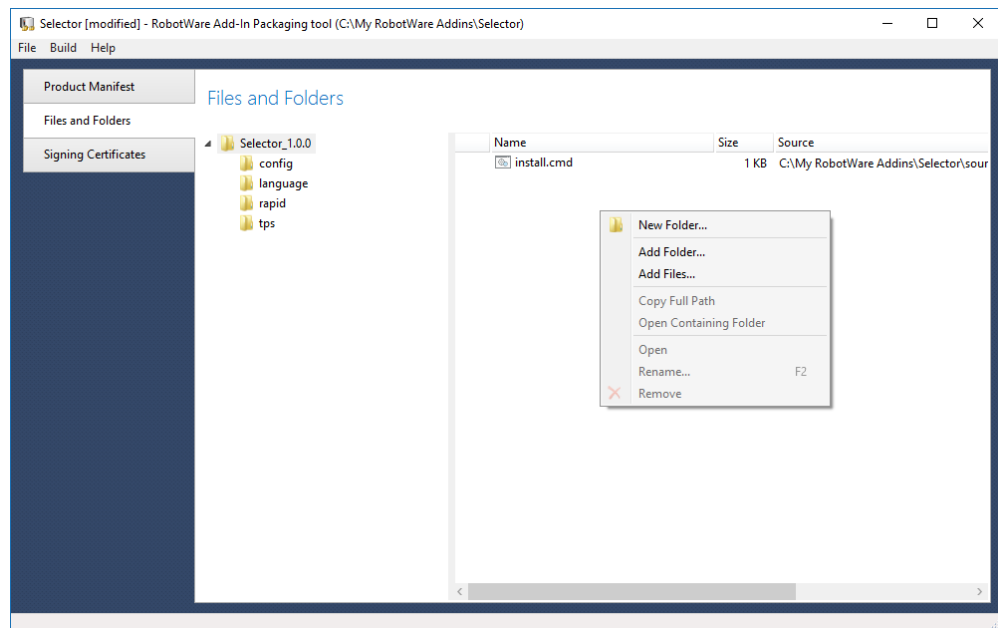 Selector [modified] - RobotWare Add-In Packaging tool (C:\My RobotWare Addins\Selector)
File Build Help
Product Manifest
Files and Folders
Signing Certificates
Files and Folders
Selector_1.0.0
config
language
rapid
tps
Name Size Source
install.cmd 1 KB C:\My RobotWare Addins\Selector\sour
New Folder...
Add Folder...
Add Files...
Copy Full Path
Open Containing Folder
Open
Rename... F2
Remove